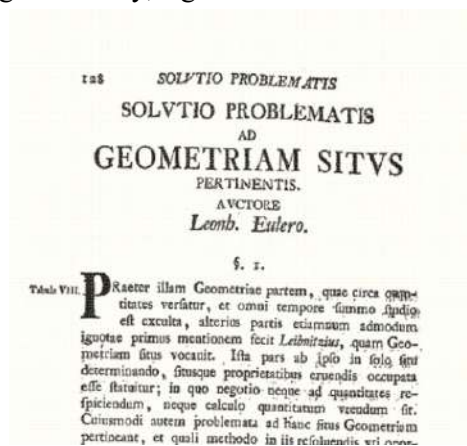 128 SOLVTIO PROBLEMATIS
SOLVTIO PROBLEMATIS
AD
GEOMETRIAM SITVS
PERTINENTIS.
AVCTORE
Leonh. Eulero.
§. 1.
Tabula VIII. PRaeter illam Geometriae partem, quae circa quan-
titates versatur, et omni tempore summo studio
est exculta, alterius partis etiamnum admodum
ignotae primus mentionem fecit Leibnitzius, quam Geo-
metriam situs vocauit. Ista pars ab ipso in solo situ
determinando, situsque proprietatibus eruendis occupata
esse statuitur; in quo negotio neque ad quantitates re-
spiciendum, neque calculo quantitatum vtendum sit.
Cuiusmodi autem problemata ad hanc situs Geometriam
pertineant, et quali methodo in iis resoluendis vti opor-